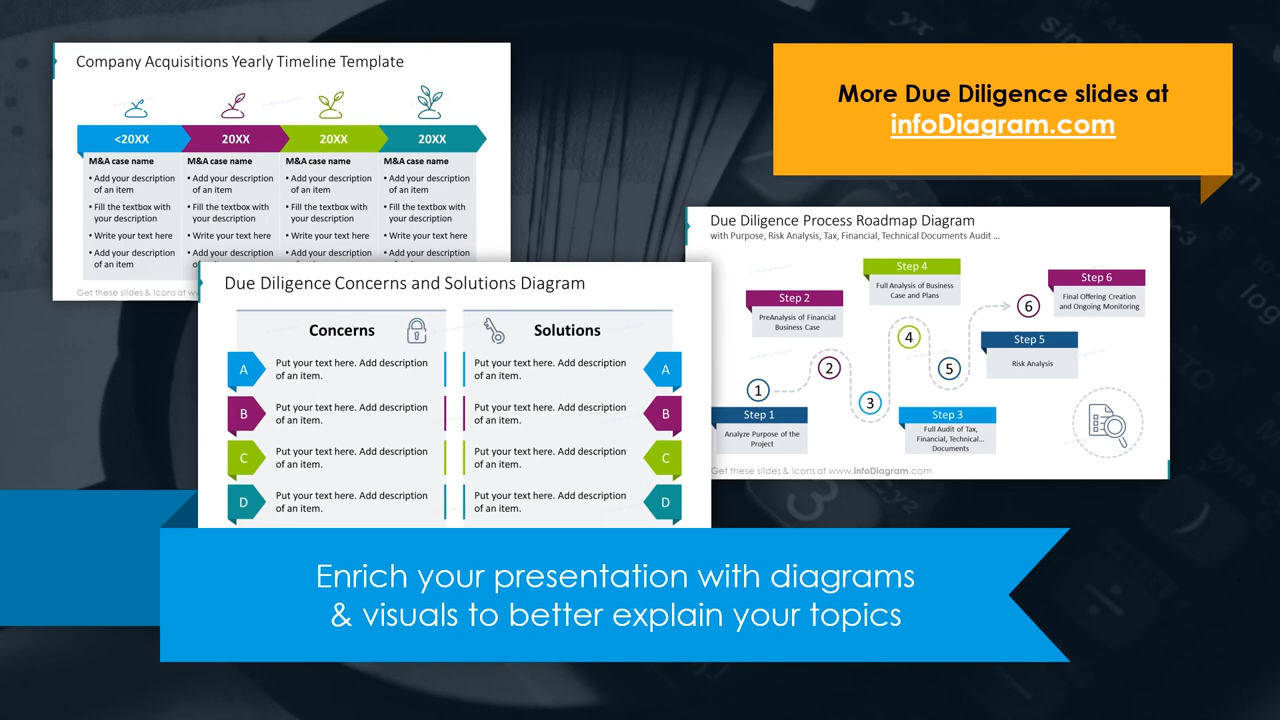 Company Acquisitions Yearly Timeline Template
<20XX
20XX
20XX
20XX
M&A case name
• Add your description
of an item
• Fill the textbox with
your description
• Write your text here
• Add your description
of an item
M&A case name
• Add your description
of an item
• Fill the textbox with
your description
• Write your text here
• Add your description
M&A case name
• Add your description
of an item
• Fill the textbox with
your description
• Write your text here
• Add your description
M&A case name
• Add your description
of an item
• Fill the textbox with
your description
• Write your text here
• Add your description
Get these slides & icons at
More Due Diligence slides at
infoDiagram.com
Due Diligence Process Roadmap Diagram
with Purpose, Risk Analysis, Tax, Financial, Technical Documents Audit ...
1
Step 1
Analyze Purpose of the
Project
Step 2
PreAnalysis of Financial
Business Case
2
3
Step 3
Full Audit of Tax,
Financial, Technical...
Documents
Step 4
Full Analysis of Business
Case and Plans
4
5
Step 5
Risk Analysis
Step 6
Final Offering Creation
and Ongoing Monitoring
6
Get these slides & icons at www.infoDiagram.com
Due Diligence Concerns and Solutions Diagram
Concerns
Solutions
A
Put your text here. Add description
of an item.
Put your text here. Add description
of an item.
A
B
Put your text here. Add description
of an item.
Put your text here. Add description
of an item.
B
C
Put your text here. Add description
of an item.
Put your text here. Add description
of an item.
C
D
Put your text here. Add description
of an item.
Put your text here. Add description
of an item.
D
Enrich your presentation with diagrams
& visuals to better explain your topics